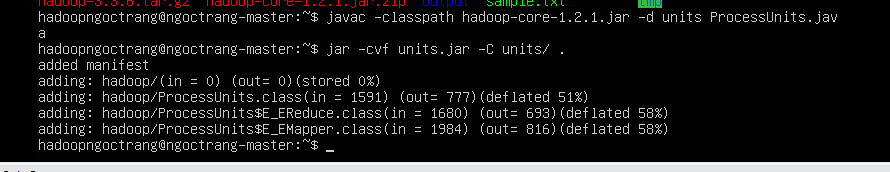 hadoop-3.3.6.tar.gz  hadoop-core-1.2.1.jar.zip  output  sample.txt  tmp
hadoopngoctrang@ngoctrang-master:~$ javac -classpath hadoop-core-1.2.1.jar -d units ProcessUnits.jav
a
hadoopngoctrang@ngoctrang-master:~$ jar -cvf units.jar -C units/ .
added manifest
adding: hadoop/(in = 0) (out= 0)(stored 0%)
adding: hadoop/ProcessUnits.class(in = 1591) (out= 777)(deflated 51%)
adding: hadoop/ProcessUnits$E_EReduce.class(in = 1680) (out= 693)(deflated 58%)
adding: hadoop/ProcessUnits$E_EMapper.class(in = 1984) (out= 816)(deflated 58%)
hadoopngoctrang@ngoctrang-master:~$ _